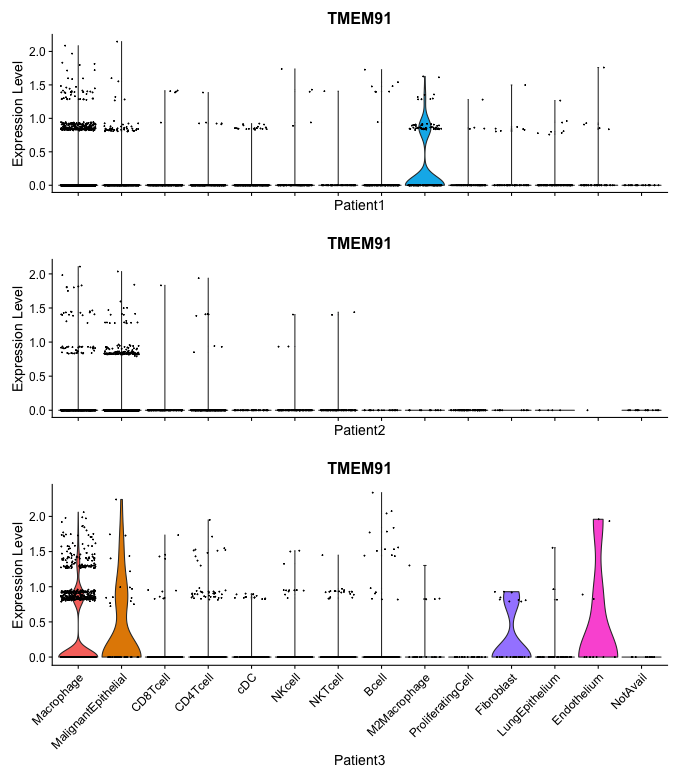 TMEM91
Expression Level
2.0
1.5
1.0
0.5
0.0
Patient1
TMEM91
Expression Level
2.0
1.5
1.0
0.5
0.0
Patient2
TMEM91
Expression Level
2.0
1.5
1.0
0.5
0.0
Macrophage
MalignantEpithelial
CD8Tcell
CD4Tcell
cDC
NKcell
NKTcell
Bcell
M2Macrophage
ProliferatingCell
Fibroblast
LungEpithelium
Endothelium
NotAvail
Patient3